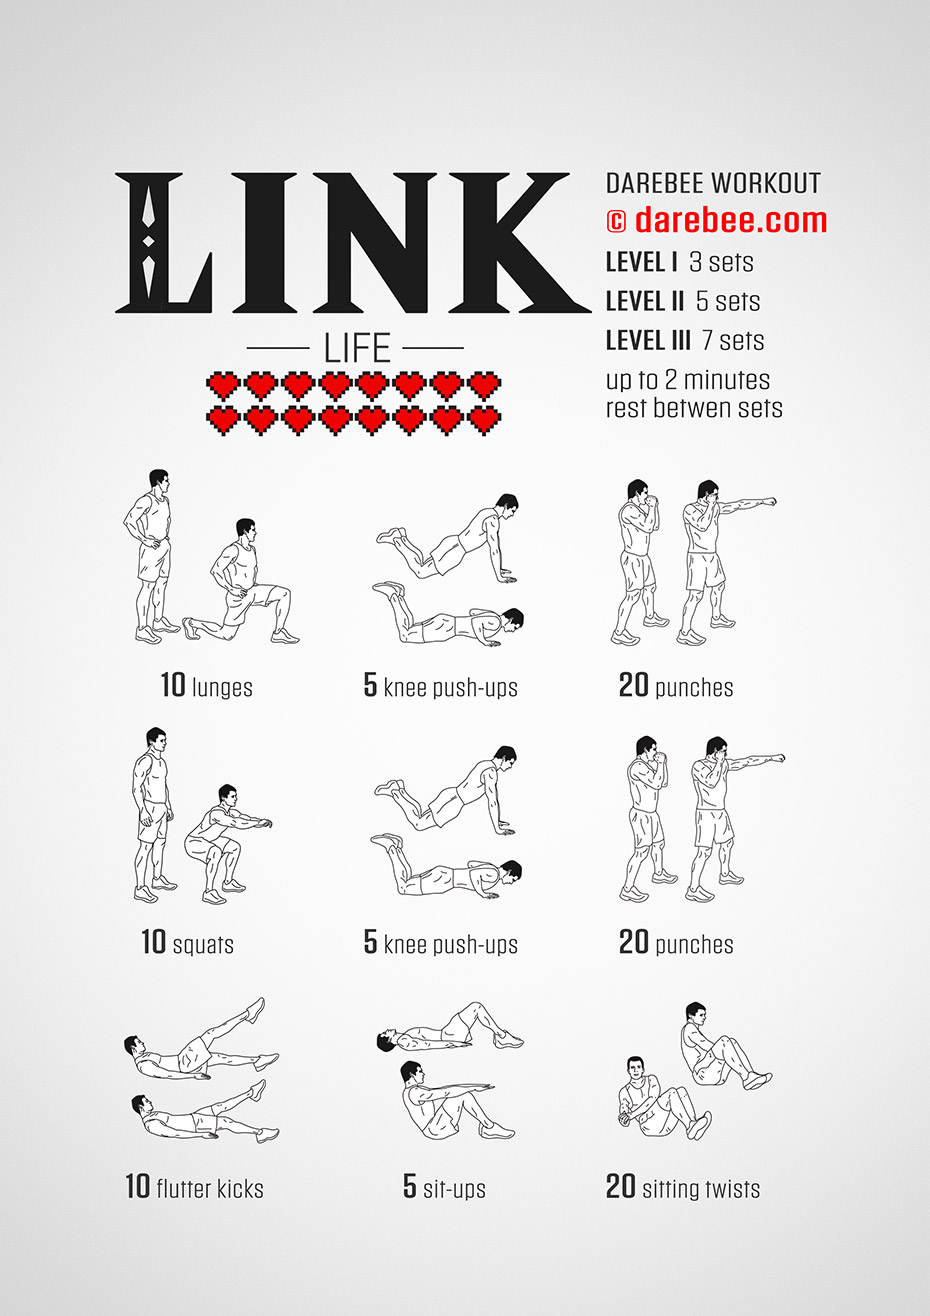 LINK
LIFE
DAREBEE WORKOUT
© darebee.com
LEVEL I 3 sets
LEVEL II 5 sets
LEVEL III 7 sets
up to 2 minutes
rest betwen sets
10 lunges
5 knee push-ups
20 punches
10 squats
5 knee push-ups
20 punches
10 flutter kicks
5 sit-ups
20 sitting twists